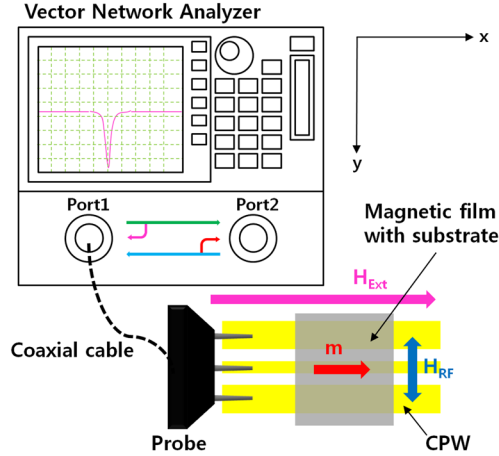 Vector Network Analyzer
x
y
Port1
Port2
Magnetic film
with substrate
HExt
Coaxial cable
m
HRF
Probe
CPW